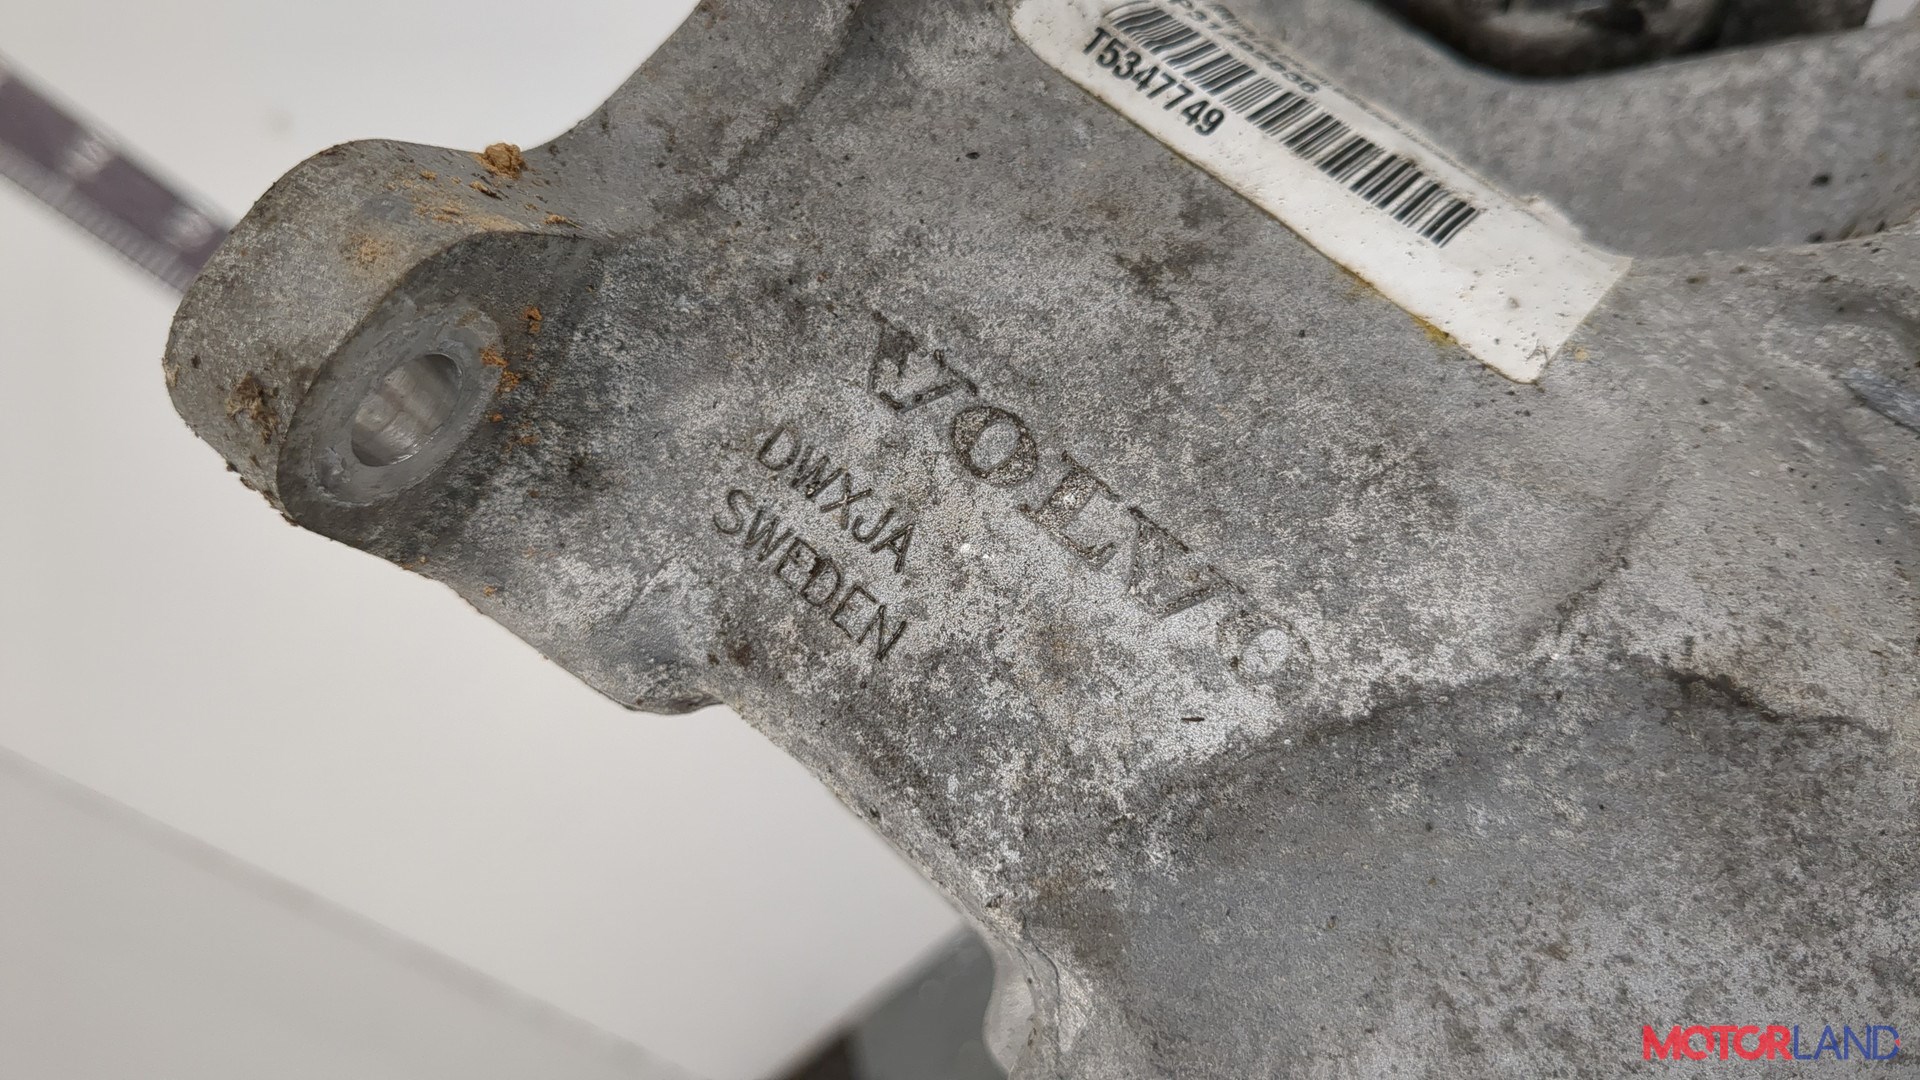 T5347749
VOLVO
DWXJA
SWEDEN
MOTORLAND